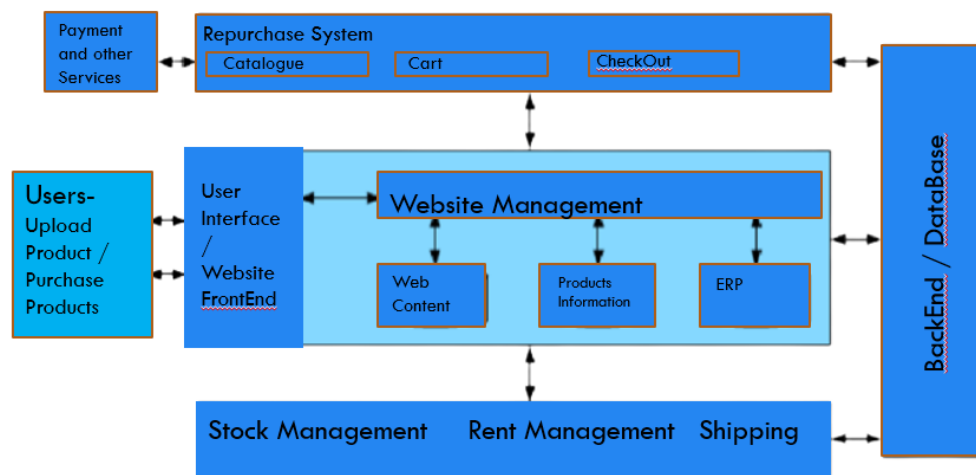 Payment
and other
Services
Repurchase System
Catalogue
Cart
CheckOut
Users-
Upload
Product /
Purchase
Products
User
Interface
/
Website
FrontEnd
Website Management
Web
Content
Products
Information
ERP
BackEnd / DataBase
Stock Management Rent Management Shipping